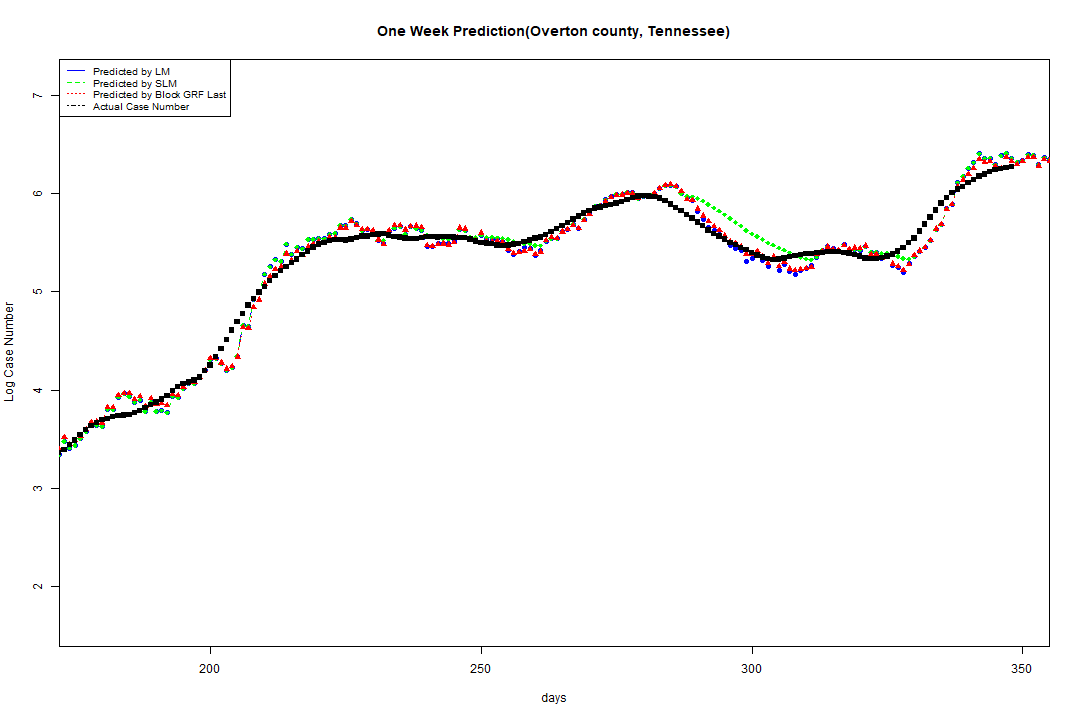 One Week Prediction(Overton county, Tennessee)
Predicted by LM
Predicted by SLM
Predicted by Block GRF Last
Actual Case Number
7
6
5
4
3
2
Log Case Number
200 250 300 350
days